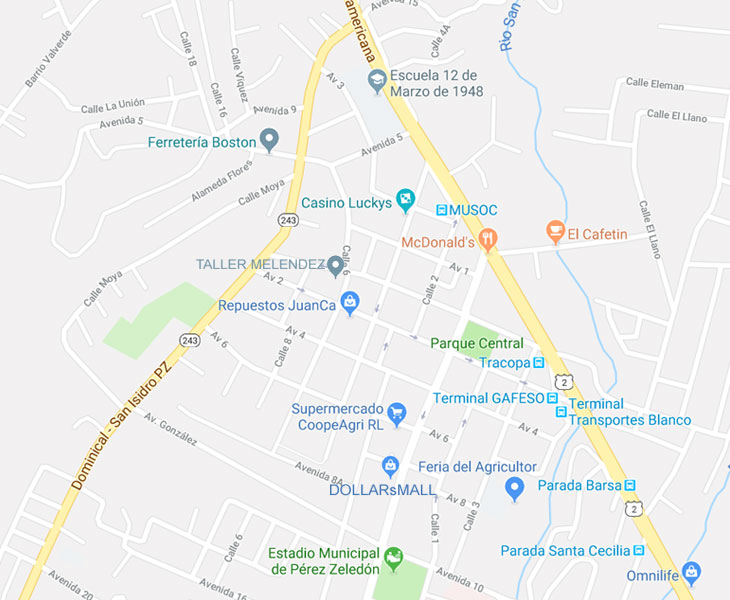 Avenida 15
americana
Rio San
Calle 4A
Barrio Valverde
Calle 18
Calle Víquez
Av 3
Escuela 12 de
Marzo de 1948
Calle Eleman
Calle 16
Calle La Unión
Avenida 9
Calle El Llano
Avenida 5
Ferretería Boston
Avenida 5
Alameda Flores
Calle Moya
Casino Luckys
MUSOC
243
Calle El Llano
El Cafetin
McDonald's
Calle 6
TALLER MELENDEZ
Av 1
Calle Moya
Av 2
Calle 2
Repuestos JuanCa
Av 4
243
Av 6
Parque Central
Calle 8
Tracopa
Dominical - San Isidro PZ
2
Terminal GAFESO
Terminal
Transportes Blanco
Supermercado
CoopeAgri RL
Av. González
Av 6
Av 4
Avenida 8A
Feria del Agricultor
DOLLARsMALL
Parada Barsa
Av 8
Calle 3
2
Calle 1
Calle 6
Parada Santa Cecilia
Estadio Municipal
de Pérez Zeledón
Omnilife
Avenida 20
Avenida 16
Avenida 10